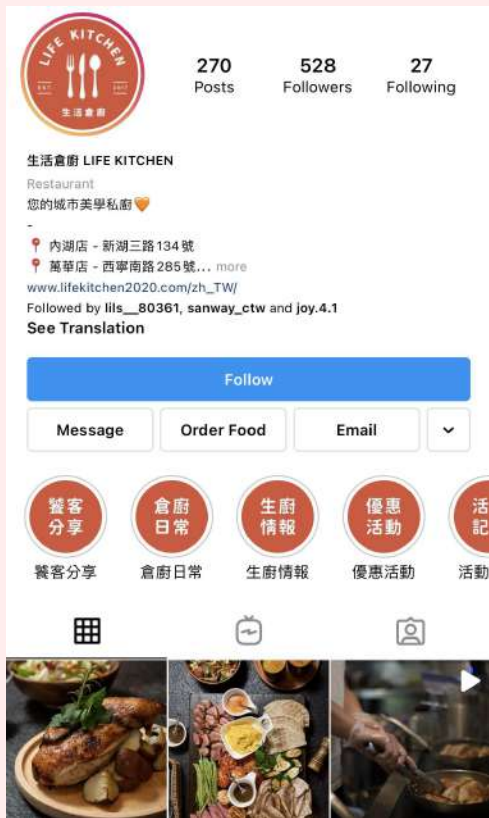 LIFE KITCHEN
EST. 2017
生活倉廚
270 528 27
Posts Followers Following
生活倉廚 LIFE KITCHEN
Restaurant
您的城市美學私廚🧡
-
📍 內湖店 - 新湖三路134號
📍 萬華店 - 西寧南路285號... more
www.lifekitchen2020.com/zh_TW/
Followed by lils__80361, sanway_ctw and joy.4.1
See Translation
Follow
Message Order Food Email
饕客分享 倉廚日常 生廚情報 優惠活動 活記
饕客分享 倉廚日常 生廚情報 優惠活動 活動